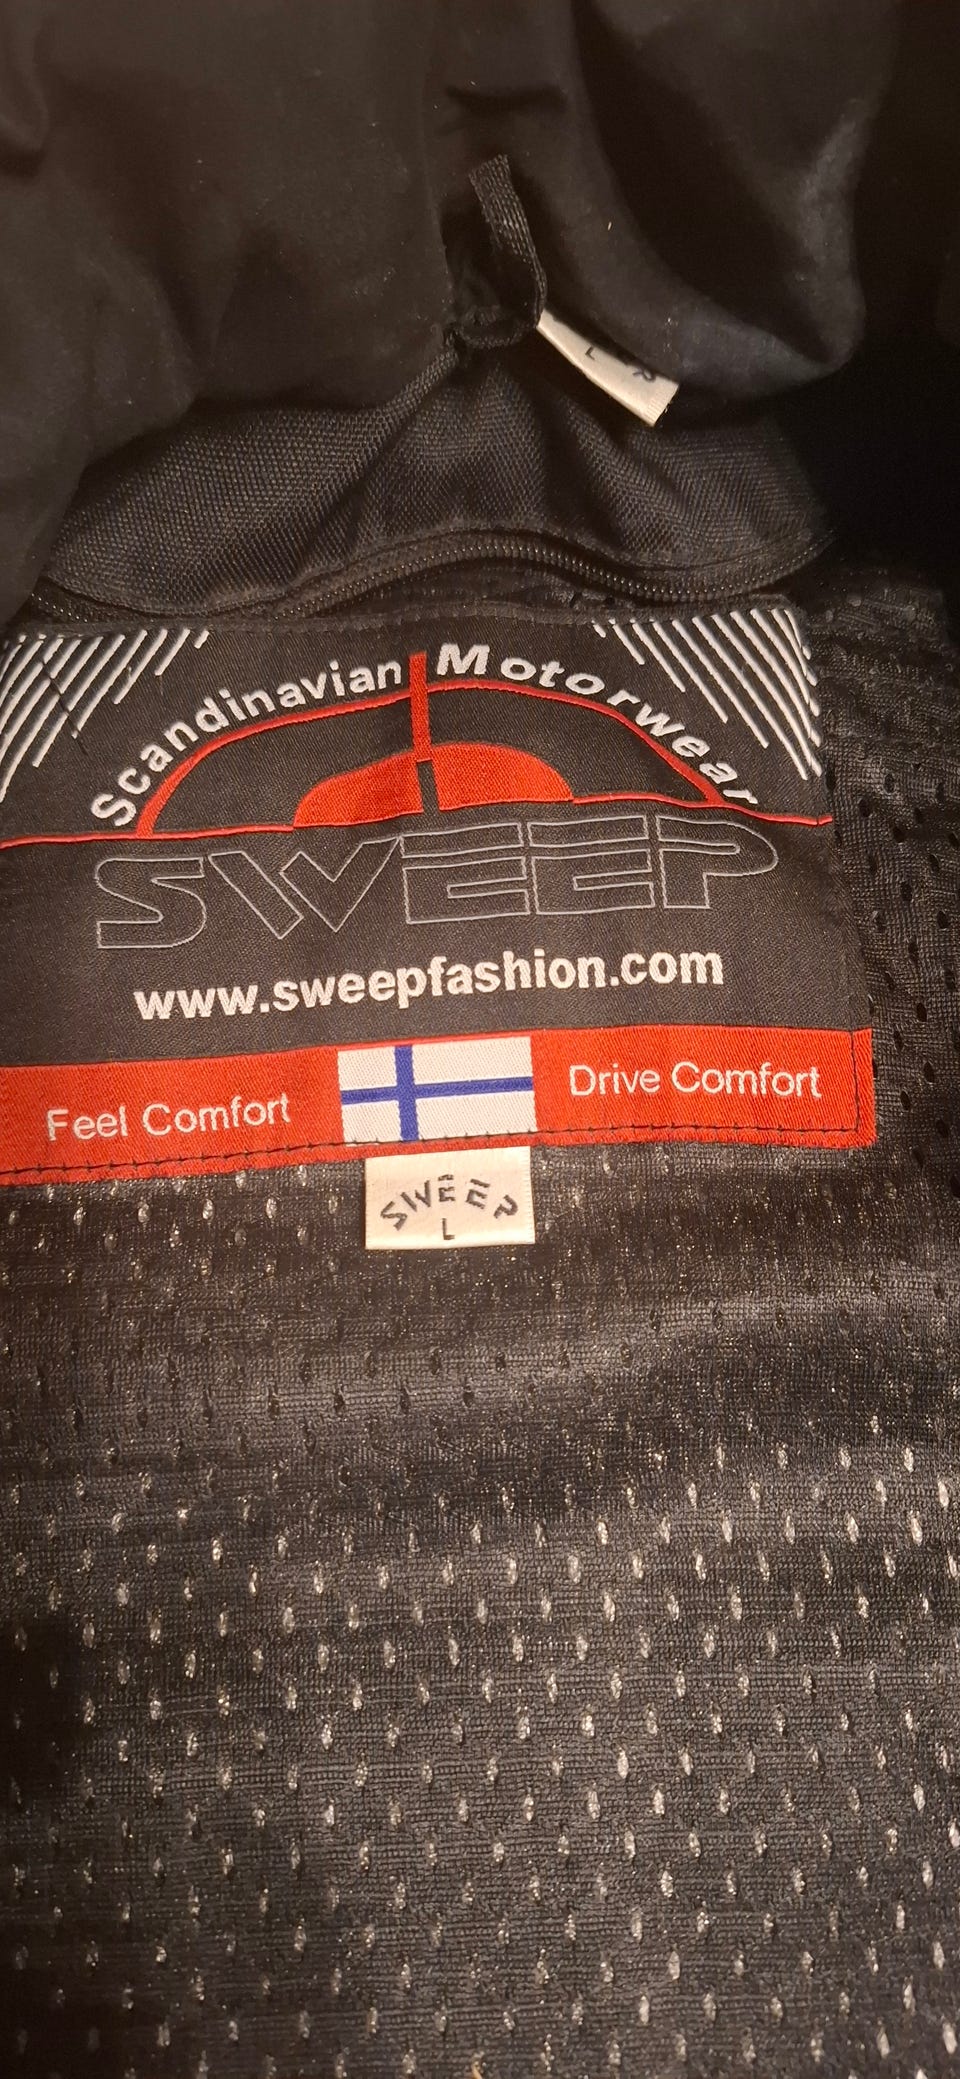 L
Scandinavian Motorwear
SWEEP
www.sweepfashion.com
Feel Comfort
Drive Comfort
SWEEP
L